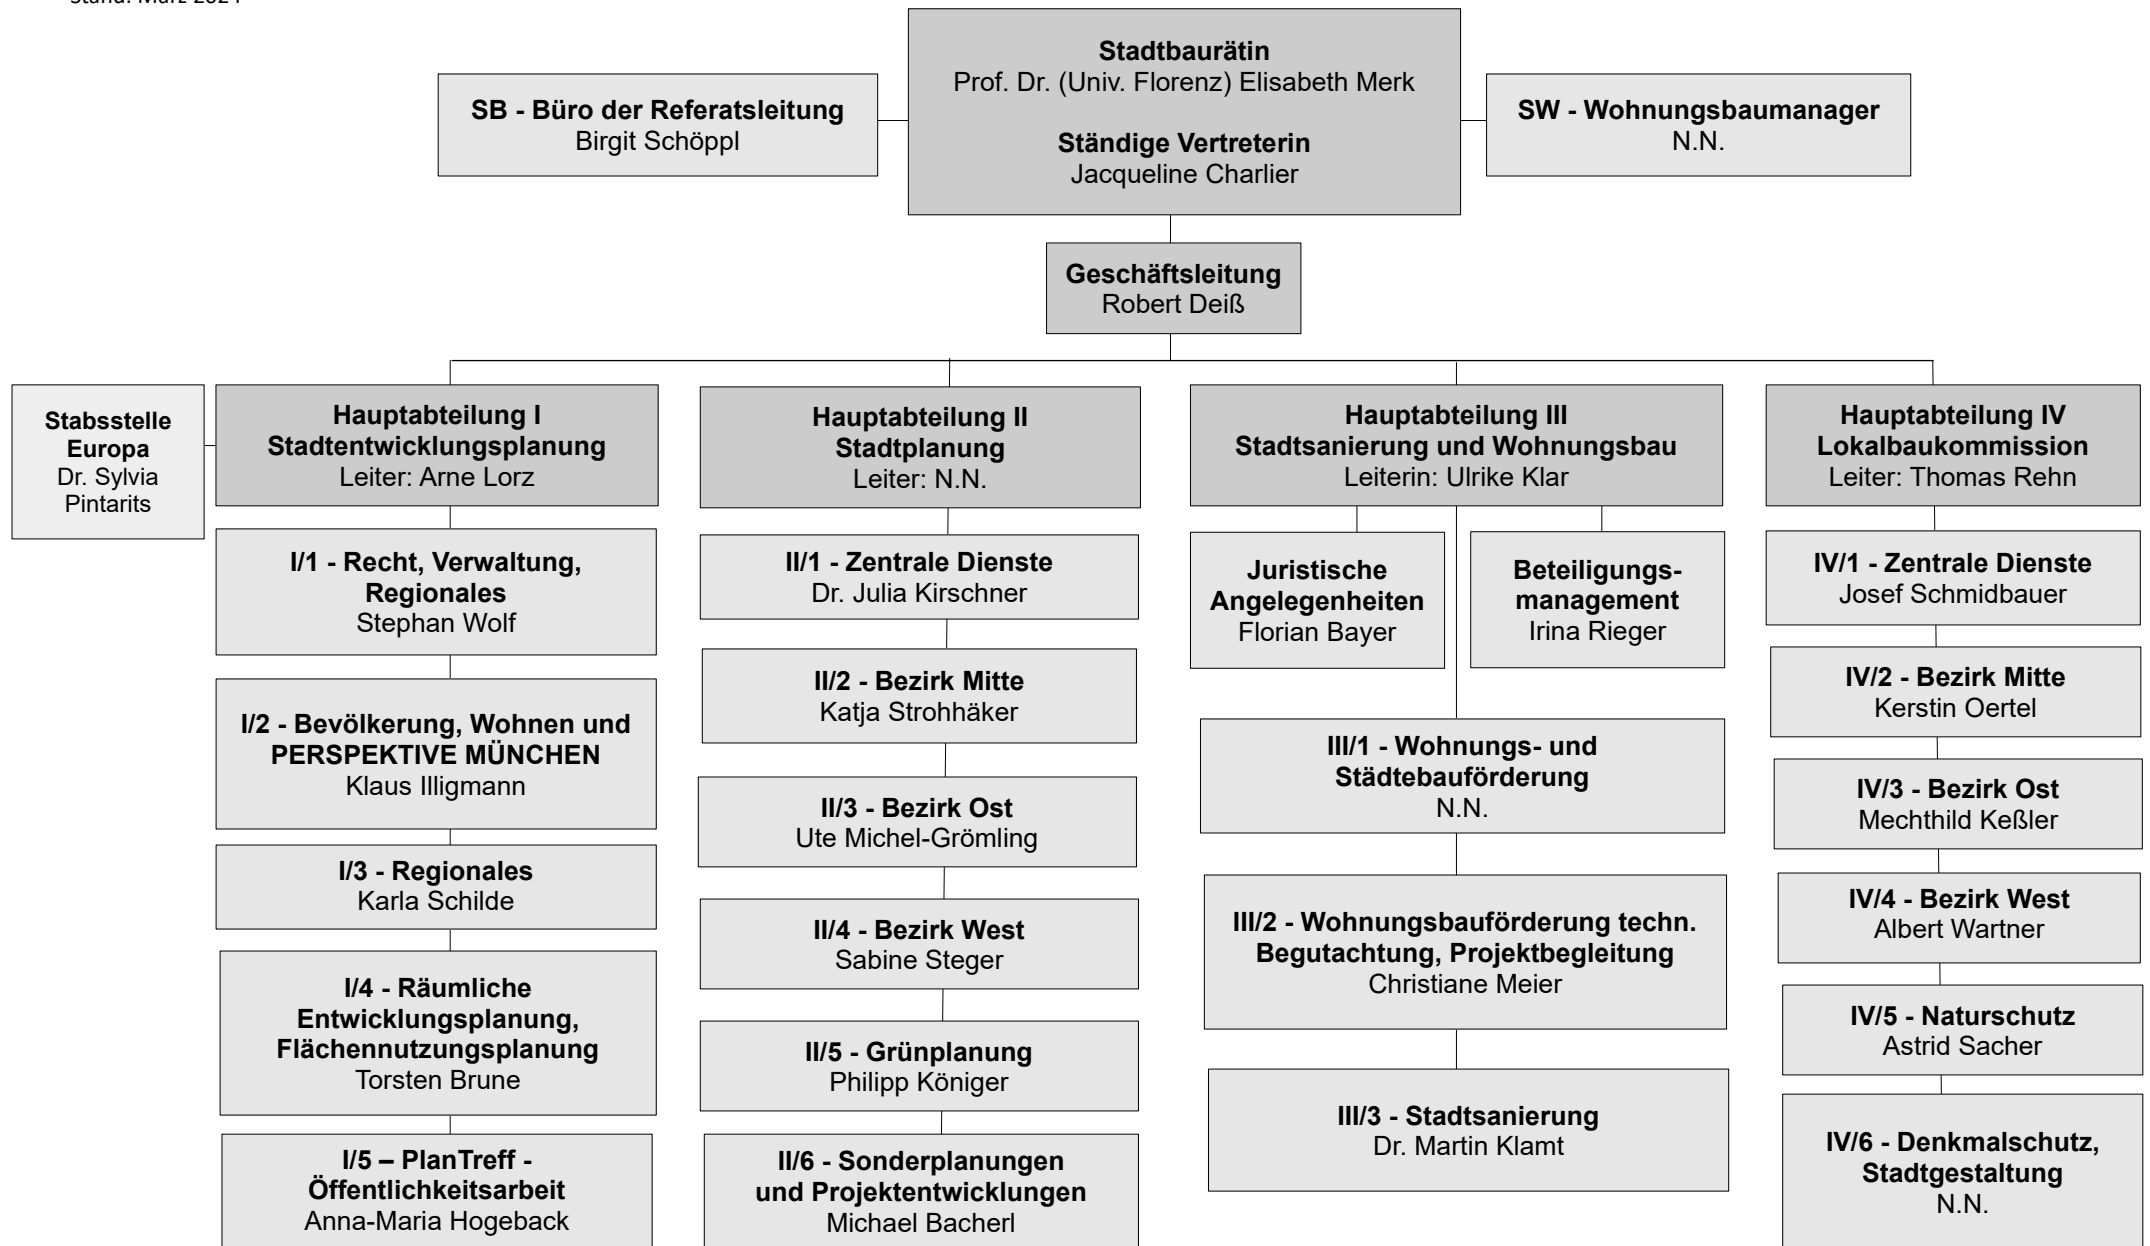 Stand: März 2024
Stadtbaurätin
Prof. Dr. (Univ. Florenz) Elisabeth Merk
Ständige Vertreterin
Jacqueline Charlier
SB - Büro der Referatsleitung
Birgit Schöppl
SW - Wohnungsbaumanager
N.N.
Geschäftsleitung
Robert Deiß
Stabsstelle
Europa
Dr. Sylvia
Pintarits
Hauptabteilung I
Stadtentwicklungsplanung
Leiter: Arne Lorz
I/1 - Recht, Verwaltung,
Regionales
Stephan Wolf
I/2 - Bevölkerung, Wohnen und
PERSPEKTIVE MÜNCHEN
Klaus Illigmann
I/3 - Regionales
Karla Schilde
I/4 - Räumliche
Entwicklungsplanung,
Flächennutzungsplanung
Torsten Brune
I/5 – PlanTreff -
Öffentlichkeitsarbeit
Anna-Maria Hogeback
Hauptabteilung II
Stadtplanung
Leiter: N.N.
II/1 - Zentrale Dienste
Dr. Julia Kirschner
II/2 - Bezirk Mitte
Katja Strohhäker
II/3 - Bezirk Ost
Ute Michel-Grömling
II/4 - Bezirk West
Sabine Steger
II/5 - Grünplanung
Philipp Königer
II/6 - Sonderplanungen
und Projektentwicklungen
Michael Bacherl
Hauptabteilung III
Stadtsanierung und Wohnungsbau
Leiterin: Ulrike Klar
Juristische
Angelegenheiten
Florian Bayer
Beteiligungs-
management
Irina Rieger
III/1 - Wohnungs- und
Städtebauförderung
N.N.
III/2 - Wohnungsbauförderung techn.
Begutachtung, Projektbegleitung
Christiane Meier
III/3 - Stadtsanierung
Dr. Martin Klamt
Hauptabteilung IV
Lokalbaukommission
Leiter: Thomas Rehn
IV/1 - Zentrale Dienste
Josef Schmidbauer
IV/2 - Bezirk Mitte
Kerstin Oertel
IV/3 - Bezirk Ost
Mechthild Keßler
IV/4 - Bezirk West
Albert Wartner
IV/5 - Naturschutz
Astrid Sacher
IV/6 - Denkmalschutz,
Stadtgestaltung
N.N.